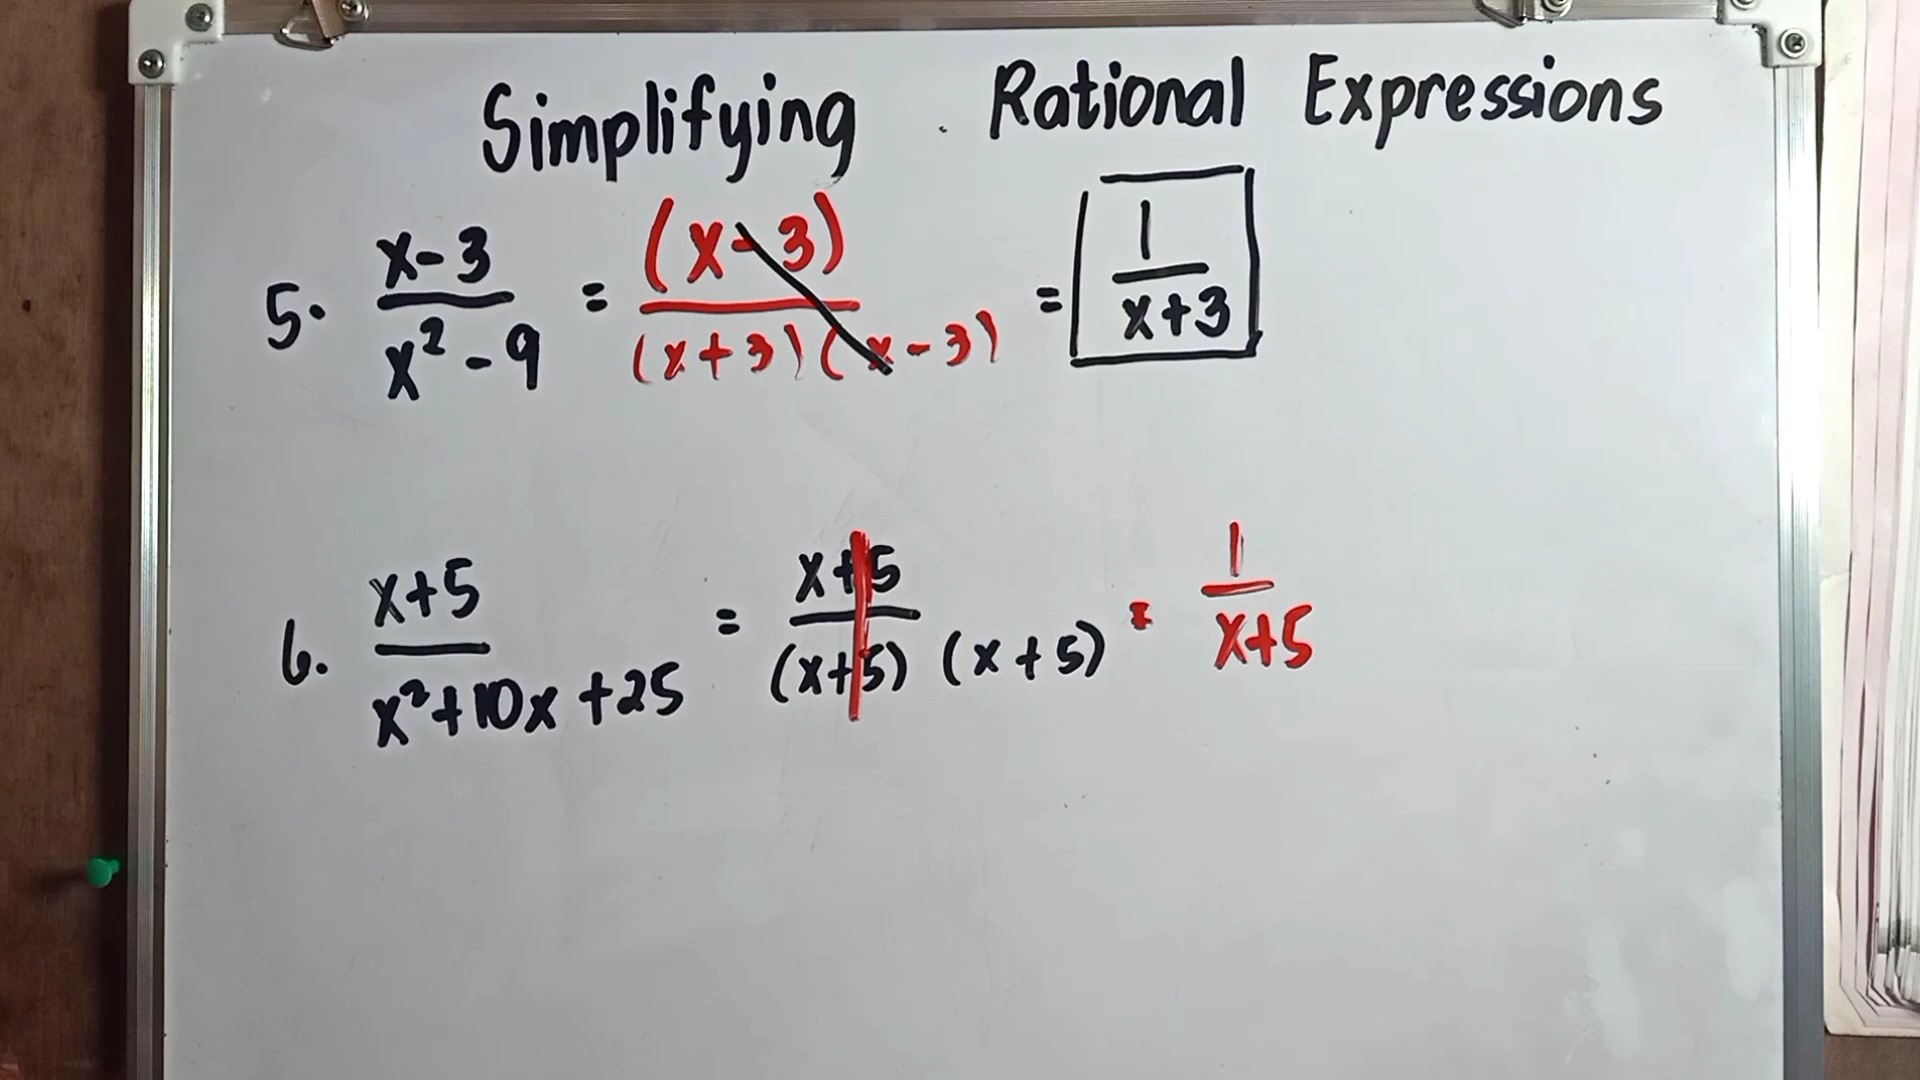 Simplifying Rational Expressions
5. x-3 / x² - 9 = (x-3) / (x+3)(x-3) = 1 / x+3
6. x+5 / x²+10x+25 = x+5 / (x+5)(x+5) = 1 / x+5